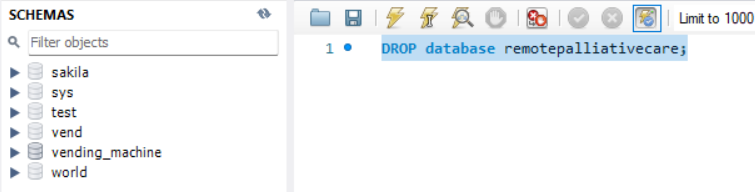 SCHEMAS
Filter objects
sakila
sys
test
vend
vending_machine
world
Limit to 1000
1
DROP database remotepalliativecare;